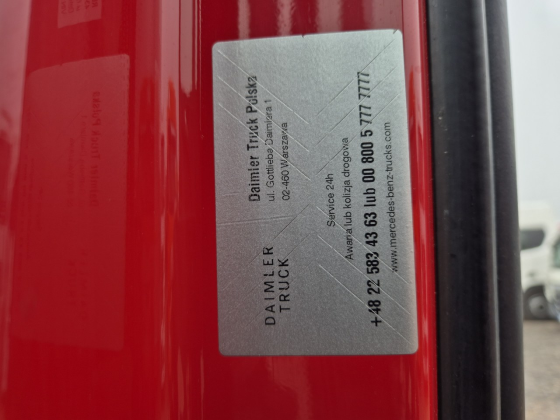 DAIMLER
TRUCK
Daimler Truck Polska
ul. Gottlieba Daimlera 1
02-460 Warszawa
Service 24h
Awaria lub kolizja drogowa
+48 22 583 43 63 lub 00 800 5 777 7777
www.mercedes-benz-trucks.com